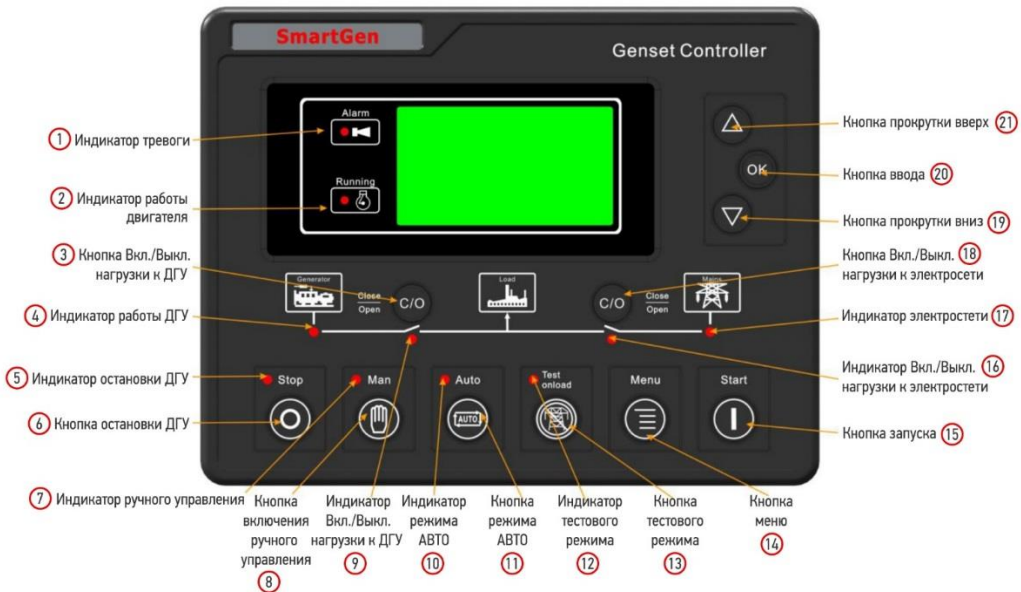 SmartGen
Genset Controller
Alarm
Running
1 Индикатор тревоги
2 Индикатор работы
двигателя
3 Кнопка Вкл./Выкл.
нагрузки к ДГУ
4 Индикатор работы ДГУ
5 Индикатор остановки ДГУ
6 Кнопка остановки ДГУ
7 Индикатор ручного управления
Generator
Close
Open
C/O
Load
C/O
Close
Open
Mains
OK
Кнопка прокрутки вверх 21
Кнопка ввода 20
Кнопка прокрутки вниз 19
Кнопка Вкл./Выкл. 18
нагрузки к электросети
Индикатор электростети 17
Индикатор Вкл./Выкл. 16
нагрузки к электростети
Кнопка запуска 15
Stop
Man
Auto
AUTO
Test
onload
Menu
Start
Кнопка
включения
ручного
управления
8
Индикатор
Вкл./Выкл.
нагрузки к ДГУ
9
Индикатор
режима
АВТО
10
Кнопка
режима
АВТО
11
Индикатор
тестового
режима
12
Кнопка
тестового
режима
13
Кнопка
меню
14